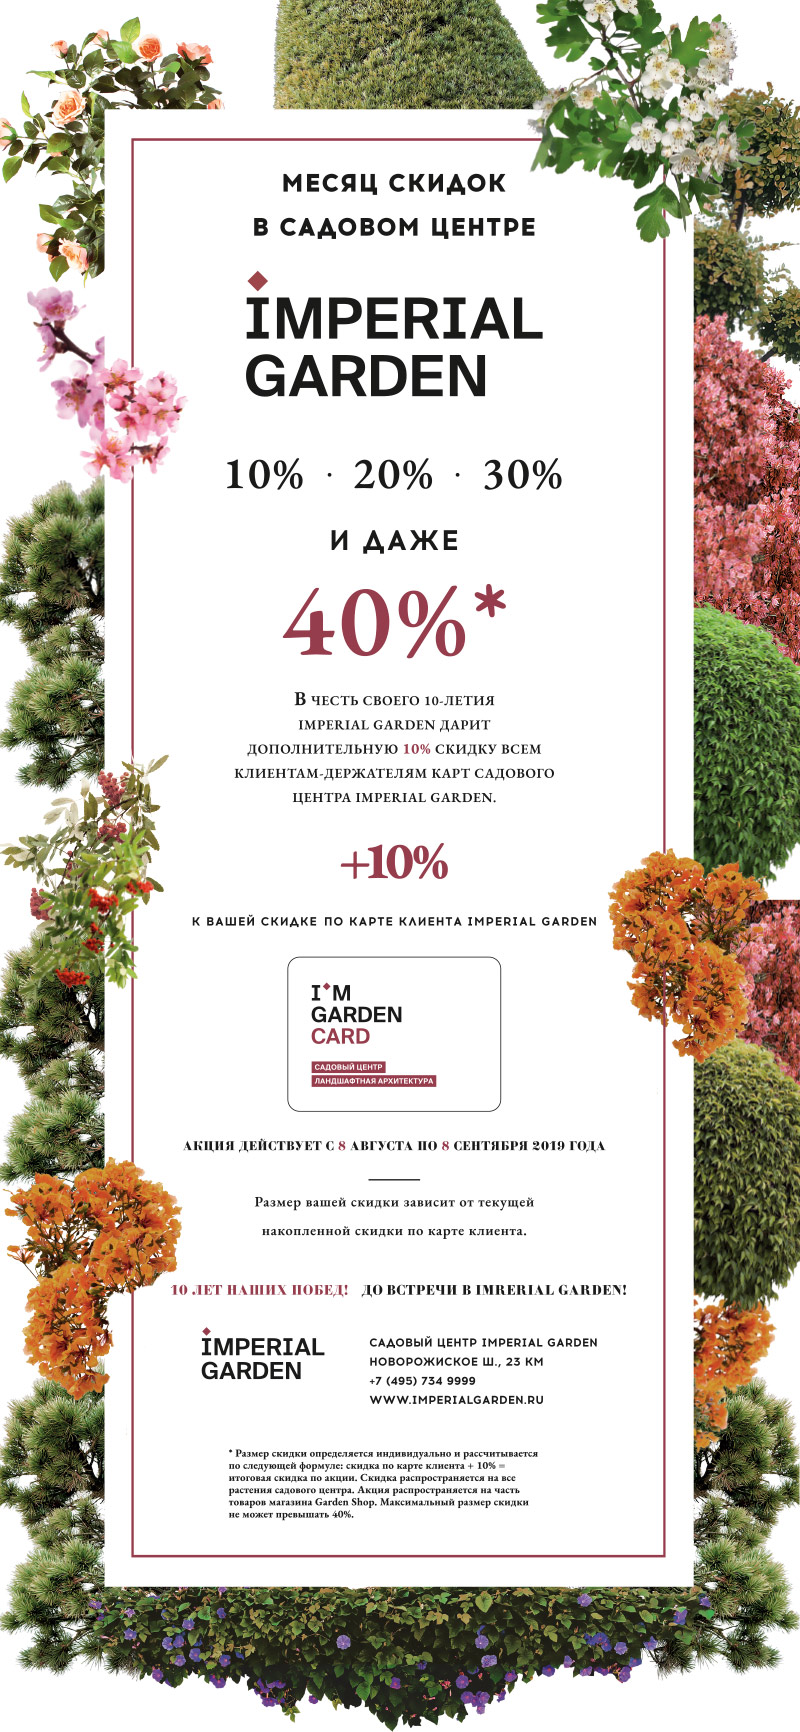 МЕСЯЦ СКИДОК
В САДОВОМ ЦЕНТРЕ
IMPERIAL
GARDEN
10% · 20% · 30%
И ДАЖЕ
40%*
В ЧЕСТЬ СВОЕГО 10-ЛЕТИЯ
IMPERIAL GARDEN ДАРИТ
ДОПОЛНИТЕЛЬНУЮ 10% СКИДКУ ВСЕМ
КЛИЕНТАМ-ДЕРЖАТЕЛЯМ КАРТ САДОВОГО
ЦЕНТРА IMPERIAL GARDEN.
+10%
К ВАШЕЙ СКИДКЕ ПО КАРТЕ КЛИЕНТА IMPERIAL GARDEN
I'M
GARDEN
CARD
САДОВЫЙ ЦЕНТР
ЛАНДШАФТНАЯ АРХИТЕКТУРА
АКЦИЯ ДЕЙСТВУЕТ С 8 АВГУСТА ПО 8 СЕНТЯБРЯ 2019 ГОДА
Размер вашей скидки зависит от текущей
накопленной скидки по карте клиента.
10 ЛЕТ НАШИХ ПОБЕД! ДО ВСТРЕЧИ В IMRERIAL GARDEN!
IMPERIAL
GARDEN
САДОВЫЙ ЦЕНТР IMPERIAL GARDEN
НОВОРОЖИСКОЕ Ш., 23 КМ
+7 (495) 734 9999
WWW.IMPERIALGARDEN.RU
* Размер скидки определяется индивидуально и рассчитывается
по следующей формуле: скидка по карте клиента + 10% =
итоговая скидка по акции. Скидка распространяется на все
растения садового центра. Акция распространяется на часть
товаров магазина Garden Shop. Максимальный размер скидки
не может превышать 40%.